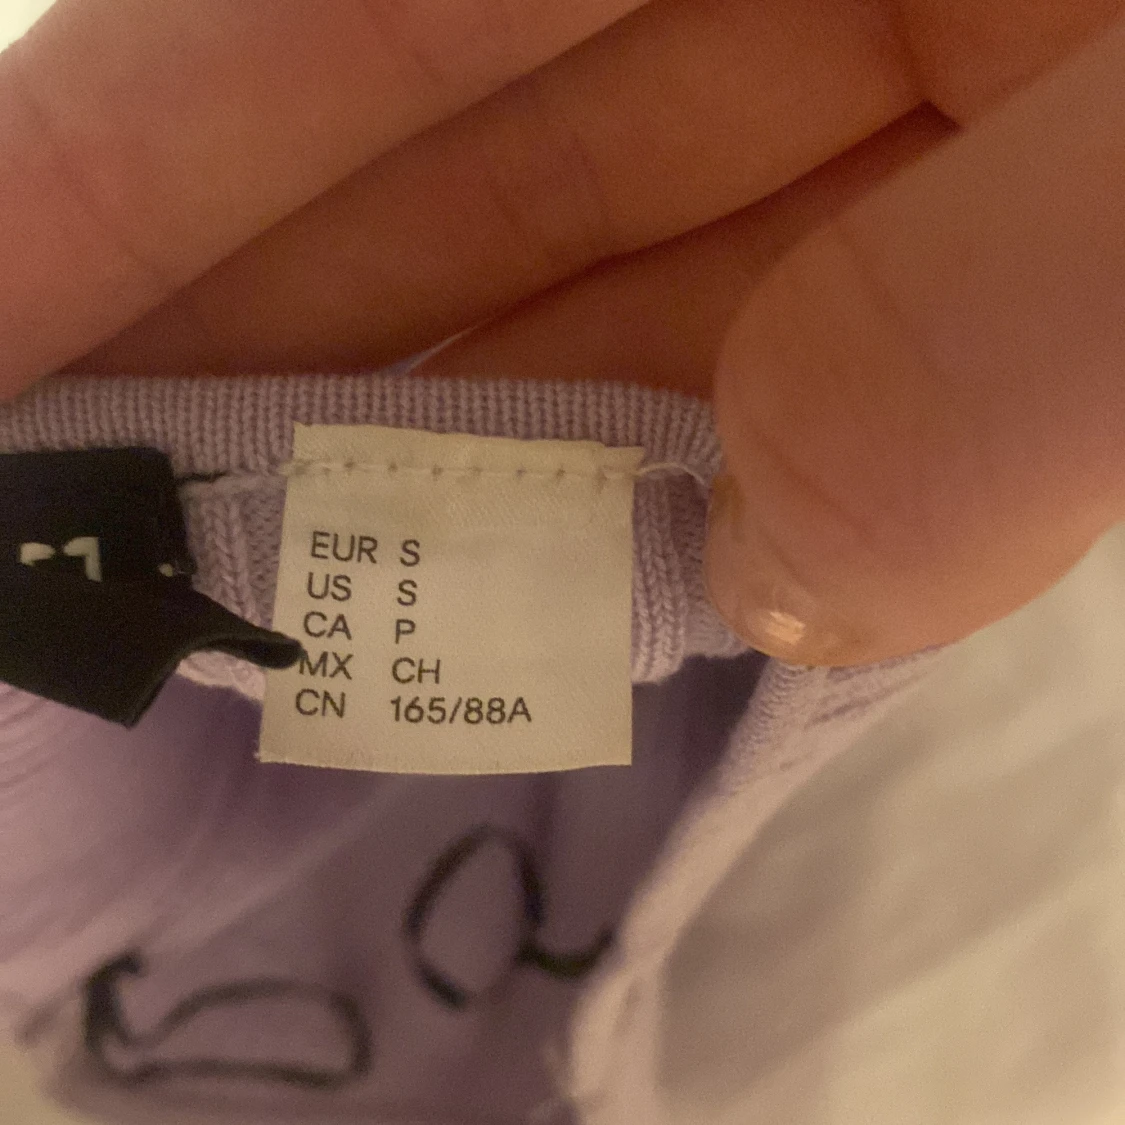 EUR S
US S
CA P
MX CH
CN 165/88A